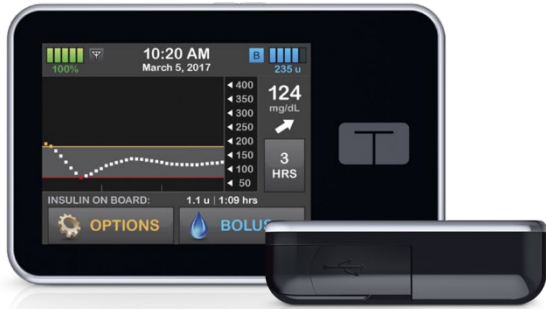 10:20 AM
March 5, 2017
100%
B
235 u
124
mg/dL
400
350
300
250
200
150
100
50
3
HRS
INSULIN ON BOARD: 1.1 u | 1:09 hrs
OPTIONS
BOLUS
T